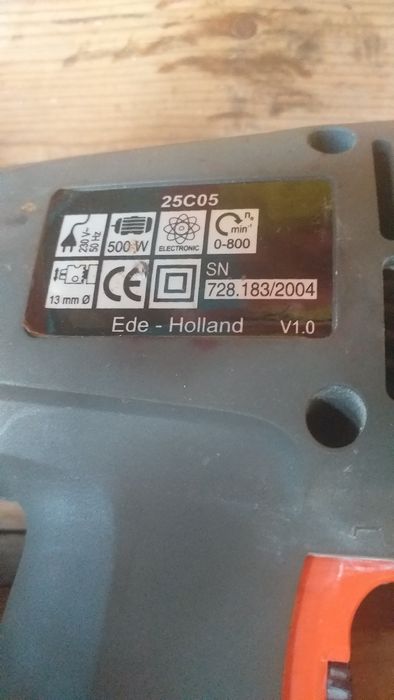 25C05
230 V~
50 Hz
500 W
ELECTRONIC
n₀
min⁻¹
0-800
13 mm Ø
CE
SN
728.183/2004
Ede - Holland
V1.0